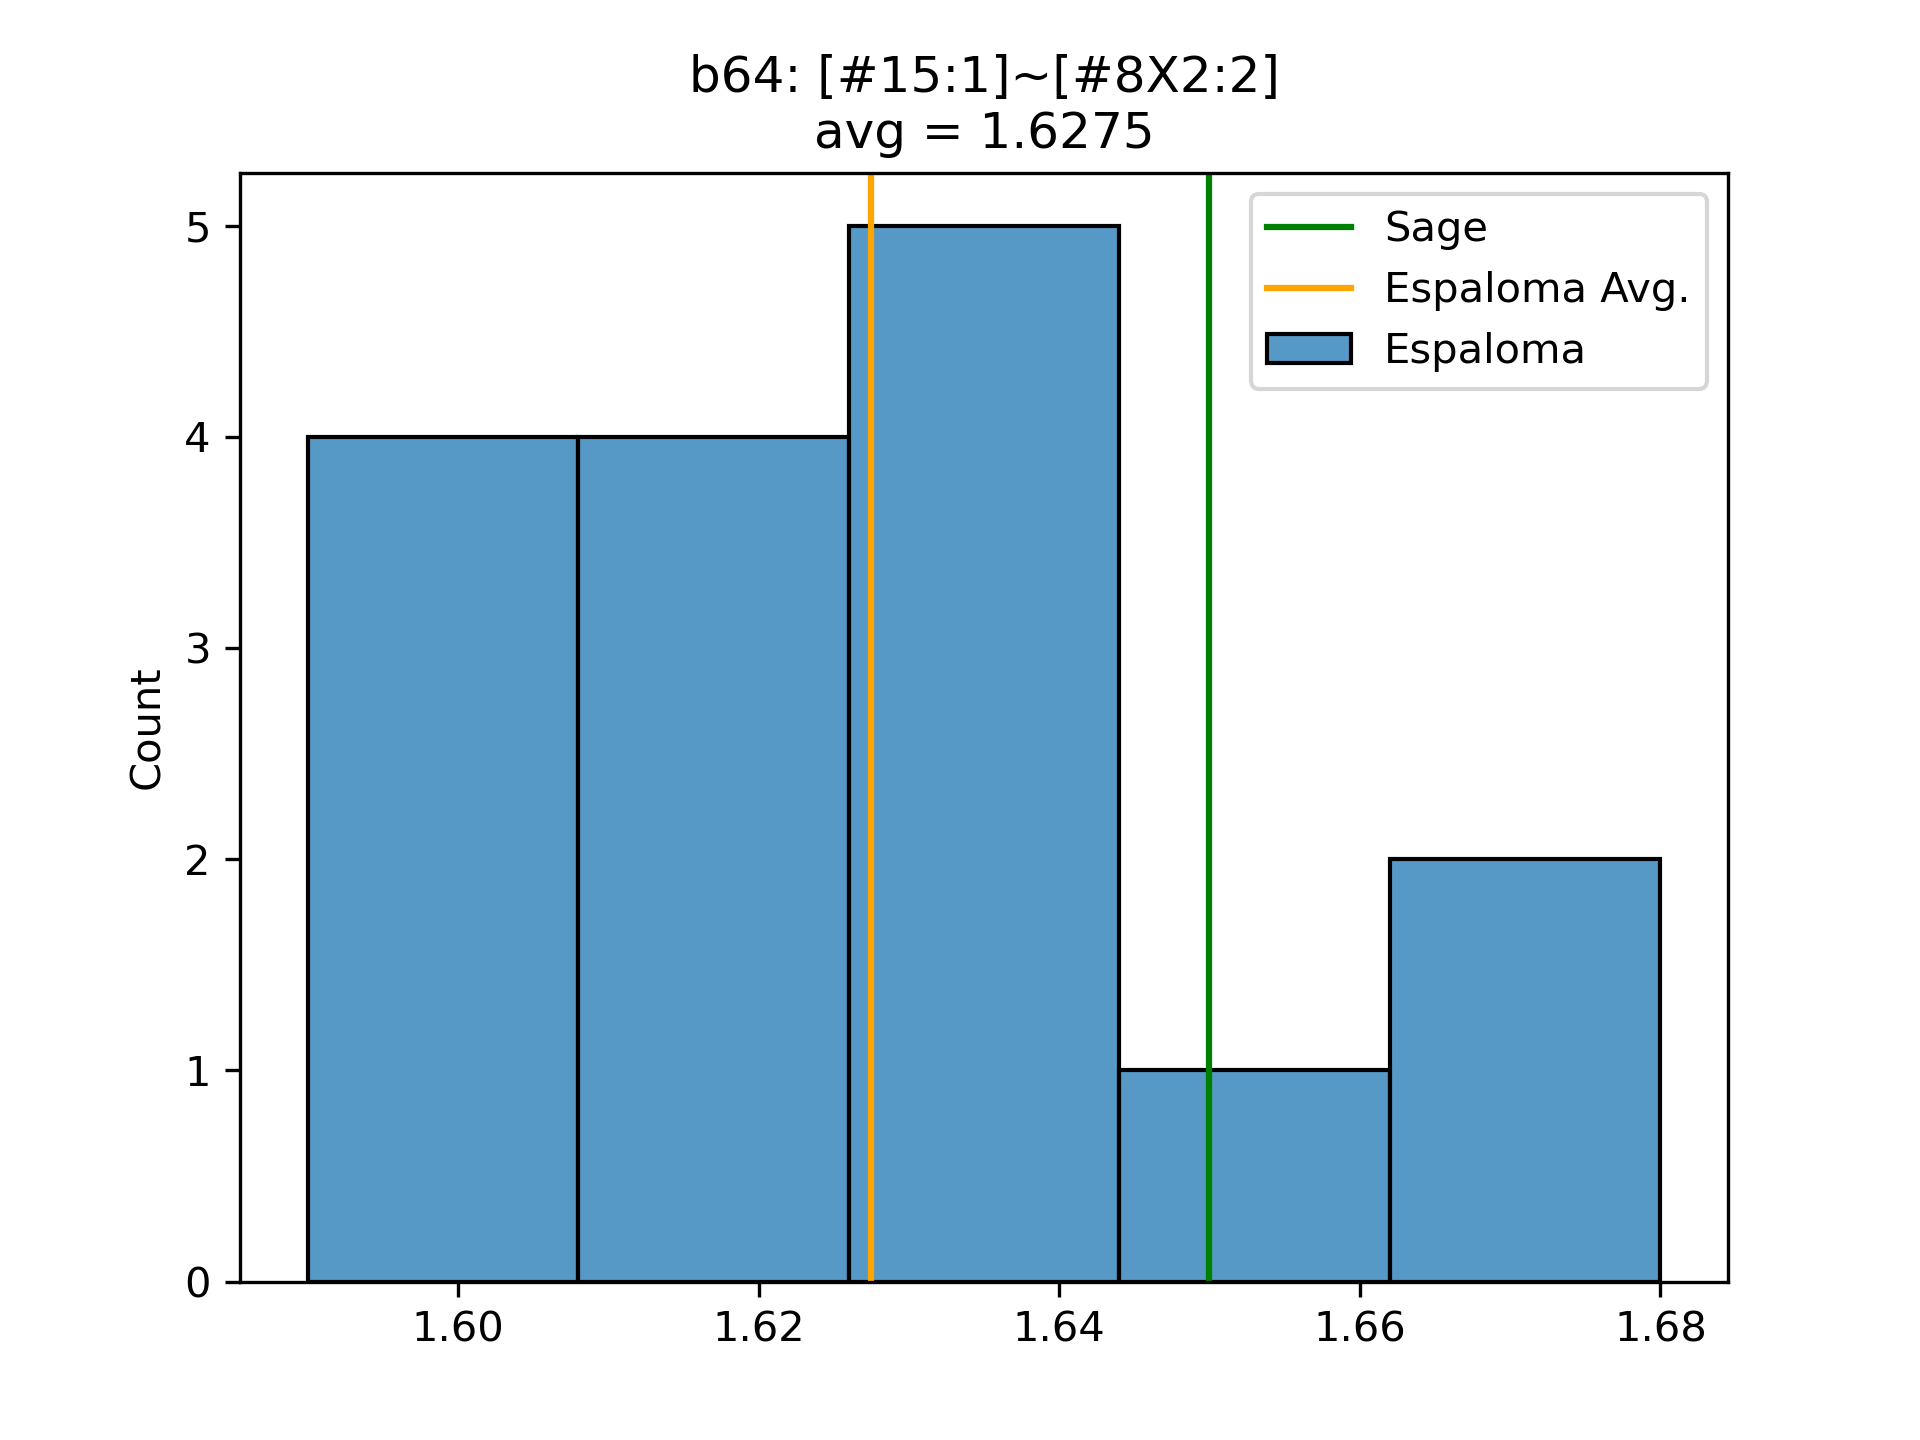 b64: [#15:1]~[#8X2:2]
avg = 1.6275
Sage
Espaloma Avg.
Espaloma
Count
5
4
3
2
1
0
1.60 1.62 1.64 1.66 1.68